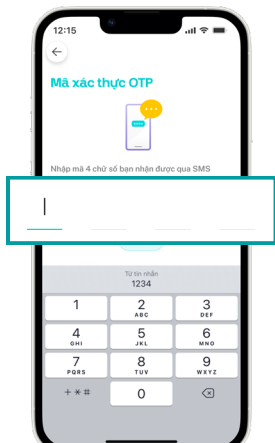 12:15
Mã xác thực OTP
Nhập mã 4 chữ số bạn nhận được qua SMS
Từ tin nhắn
1234
1
2 ABC
3 DEF
4 GHI
5 JKL
6 MNO
7 PQRS
8 TUV
9 WXYZ
+ * #
0